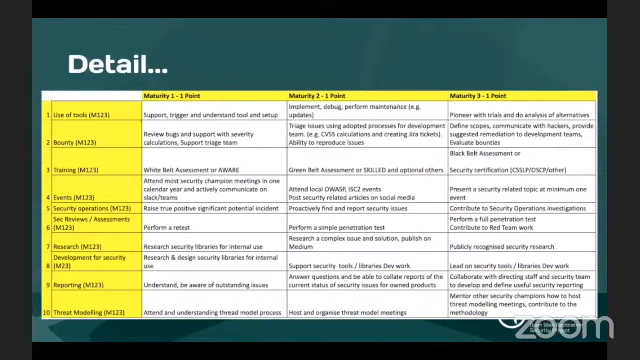 Detail...
Maturity 1 - 1 Point Maturity 2 - 1 Point Maturity 3 - 1 Point
1 Use of tools (M123) Support, trigger and understand tool and setup Implement, debug, perform maintenance (e.g. updates) Pioneer with trials and do analysis of alternatives
2 Bounty (M123) Review bugs and support with severity calculations, Support triage team Triage issues using adopted processes for development team. (e.g. CVSS calculations and creating Jira tickets). Ability to reproduce issues Define scopes, communicate with hackers, provide suggested remediation to development teams, Evaluate bounties
3 Training (M123) White Belt Assessment or AWARE Green Belt Assessment or SKILLED and optional others Black Belt Assessment or Security certification (CSSLP/OSCP/other)
4 Events (M123) Attend most security champion meetings in one calendar year and actively communicate on slack/teams Attend local OWASP, ISC2 events Post security related articles on social media Present a security related topic at minimum one event
5 Security operations (M123) Raise true positive significant potential incident Proactively find and report security issues Contribute to Security Operations investigations
6 Sec Reviews / Assessments (M123) Perform a retest Perform a simple penetration test Perform a full penetration test Contribute to Red Team work
7 Research (M123) Research security libraries for internal use Research a complex issue and solution, publish on Medium Publicly recognised security research
8 Development for security (M23) Research & design security libraries for internal use Support security tools / libraries Dev work Lead on security tools / libraries Dev work
9 Reporting (M123) Understand, be aware of outstanding issues Answer questions and be able to collate reports of the current status of security issues for owned products Collaborate with directing staff and security team to develop and define useful security reporting
10 Threat Modelling (M123) Attend and understand threat model process Host and organise threat model meetings Mentor other security champions how to host threat modelling meetings, contribute to the methodology
zoom